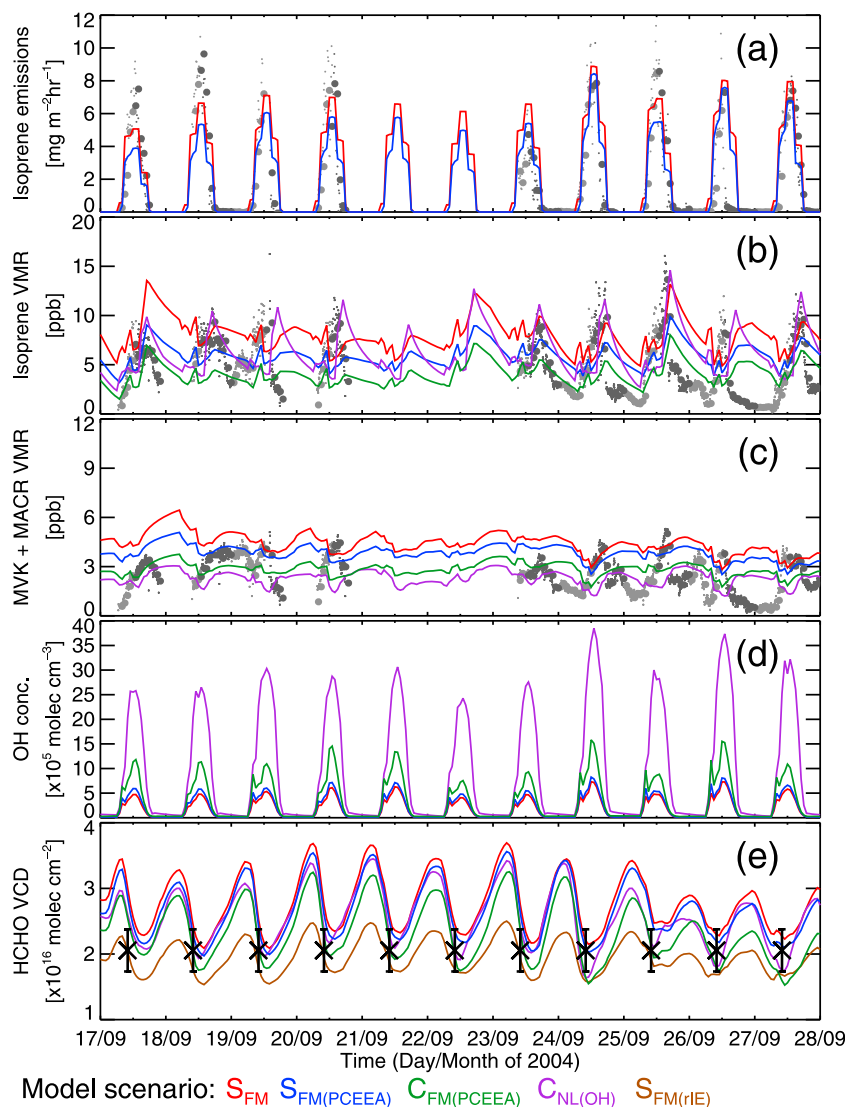 (a)
Isoprene emissions
[mg m⁻²hr⁻¹]
12
10
8
6
4
2
0
(b)
Isoprene VMR
[ppb]
20
15
10
5
0
(c)
MVK + MACR VMR
[ppb]
12
9
6
3
0
(d)
OH conc.
[x10⁵ molec cm⁻³]
40
35
30
25
20
15
10
5
0
(e)
HCHO VCD
[x10¹⁶ molec cm⁻²]
4
3
2
1
17/09 18/09 19/09 20/09 21/09 22/09 23/09 24/09 25/09 26/09 27/09 28/09
Time (Day/Month of 2004)
Model scenario: S_FM S_FM(PCEEA) C_FM(PCEEA) C_NL(OH) S_FM(rIE)